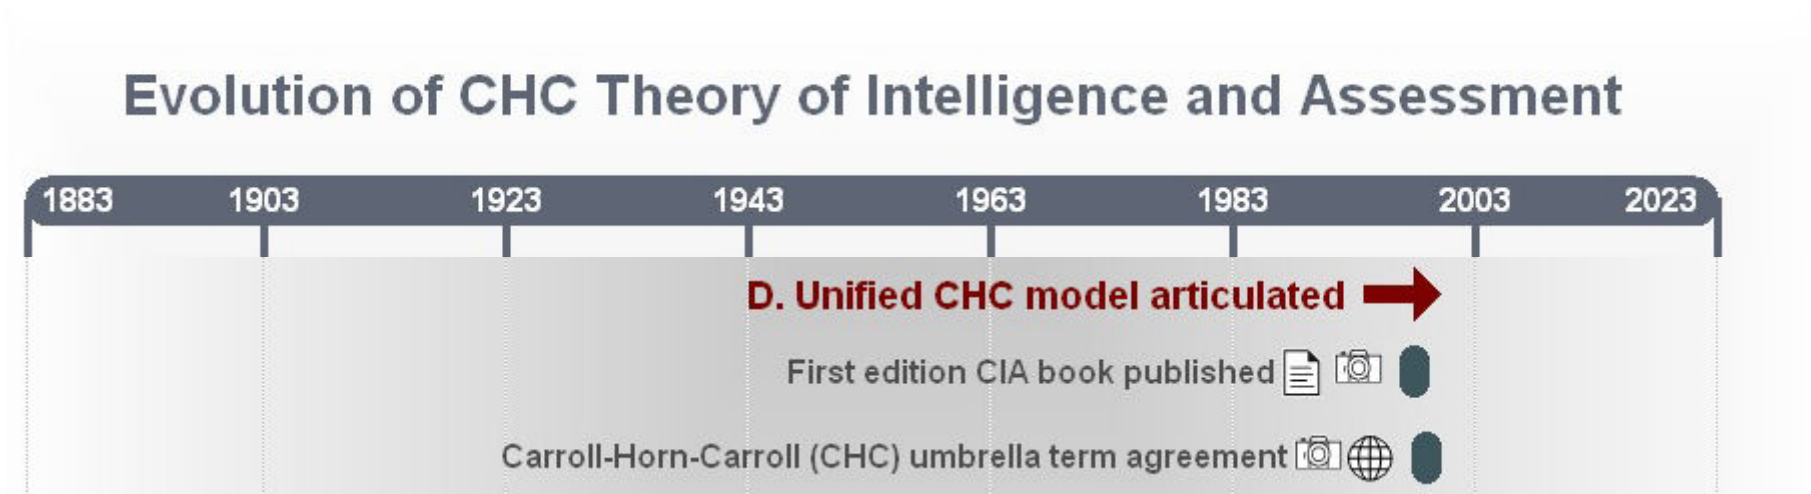 Evolution of CHC Theory of Intelligence and Assessment
1883 1903 1923 1943 1963 1983 2003 2023
D. Unified CHC model articulated
First edition CIA book published
Carroll-Horn-Carroll (CHC) umbrella term agreement